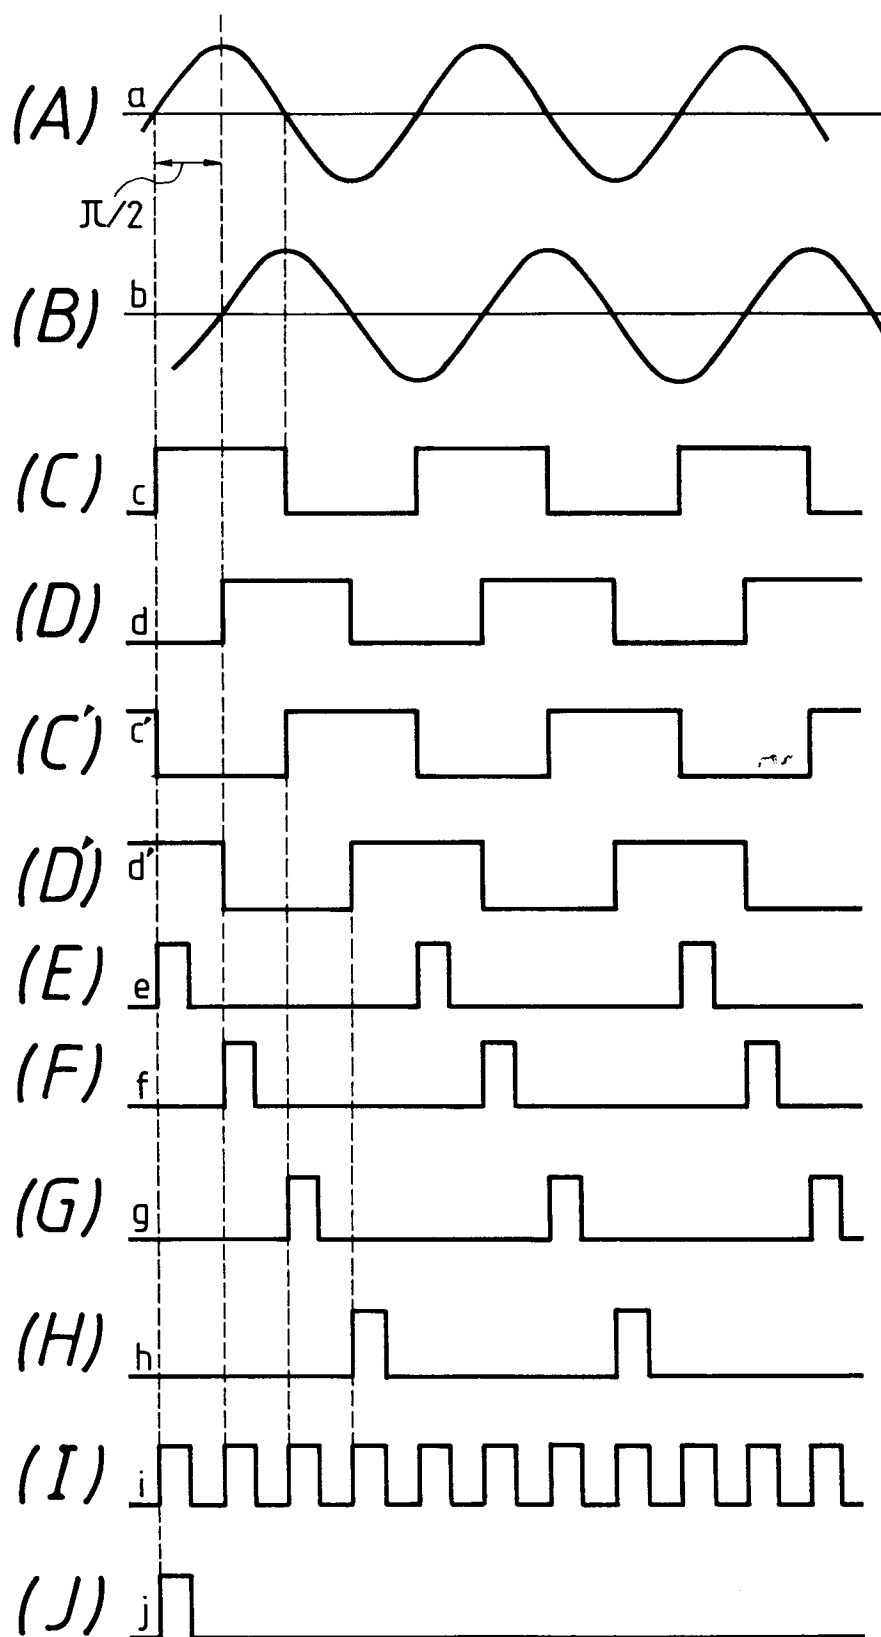 (A) a
π/2
(B) b
(C) c
(D) d
(C′) c′
(D′) d′
(E) e
(F) f
(G) g
(H) h
(I) i
(J) j